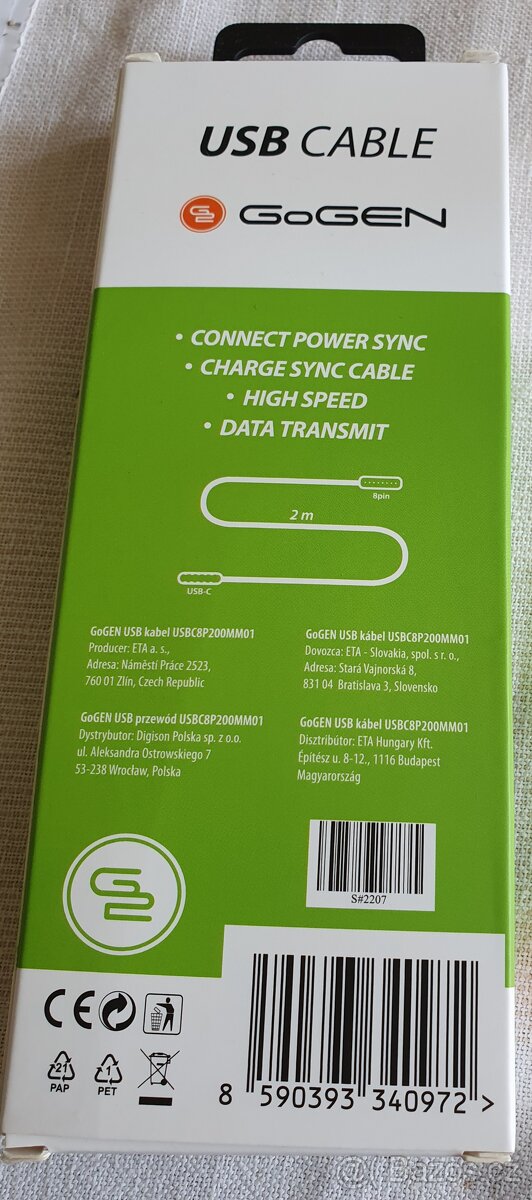 USB CABLE
GoGEN
• CONNECT POWER SYNC
• CHARGE SYNC CABLE
• HIGH SPEED
• DATA TRANSMIT
8pin
2 m
USB-C
GoGEN USB kabel USBC8P200MM01
Producer: ETA a. s.,
Adresa: Náměstí Práce 2523,
760 01 Zlín, Czech Republic
GoGEN USB kábel USBC8P200MM01
Dovozca: ETA - Slovakia, spol. s r. o.,
Adresa: Stará Vajnorská 8,
831 04 Bratislava 3, Slovensko
GoGEN USB przewód USBC8P200MM01
Dystrybutor: Digison Polska sp. z o.o.
ul. Aleksandra Ostrowskiego 7
53-238 Wrocław, Polska
GoGEN USB kábel USBC8P200MM01
Disztribútor: ETA Hungary Kft.
Építész u. 8-12., 1116 Budapest
Magyarország
S#2207
CE
21
PAP
1
PET
8 590393 340972 >
Bazos.cz